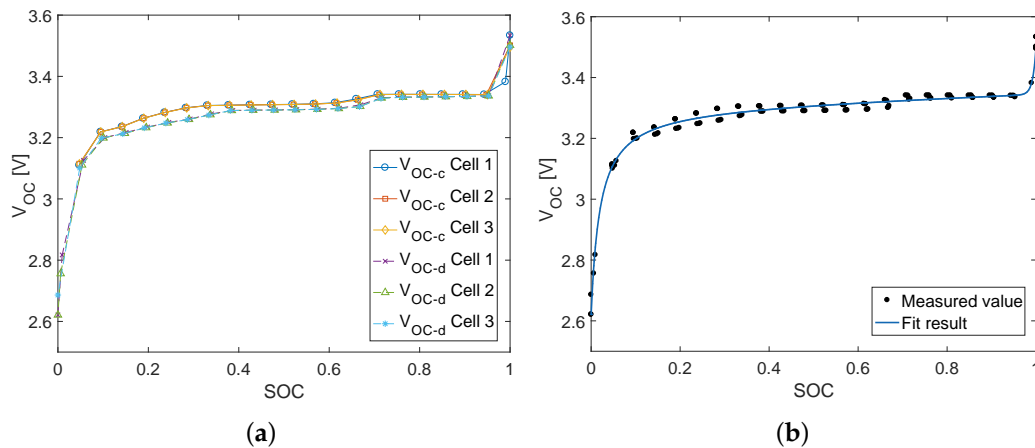 3.6
3.4
3.2
3
2.8
2.6
V_OC [V]
0
0.2
0.4
0.6
0.8
1
SOC
V_OC-c Cell 1
V_OC-c Cell 2
V_OC-c Cell 3
V_OC-d Cell 1
V_OC-d Cell 2
V_OC-d Cell 3
(a)
3.6
3.4
3.2
3
2.8
2.6
V_OC [V]
0
0.2
0.4
0.6
0.8
1
SOC
Measured value
Fit result
(b)